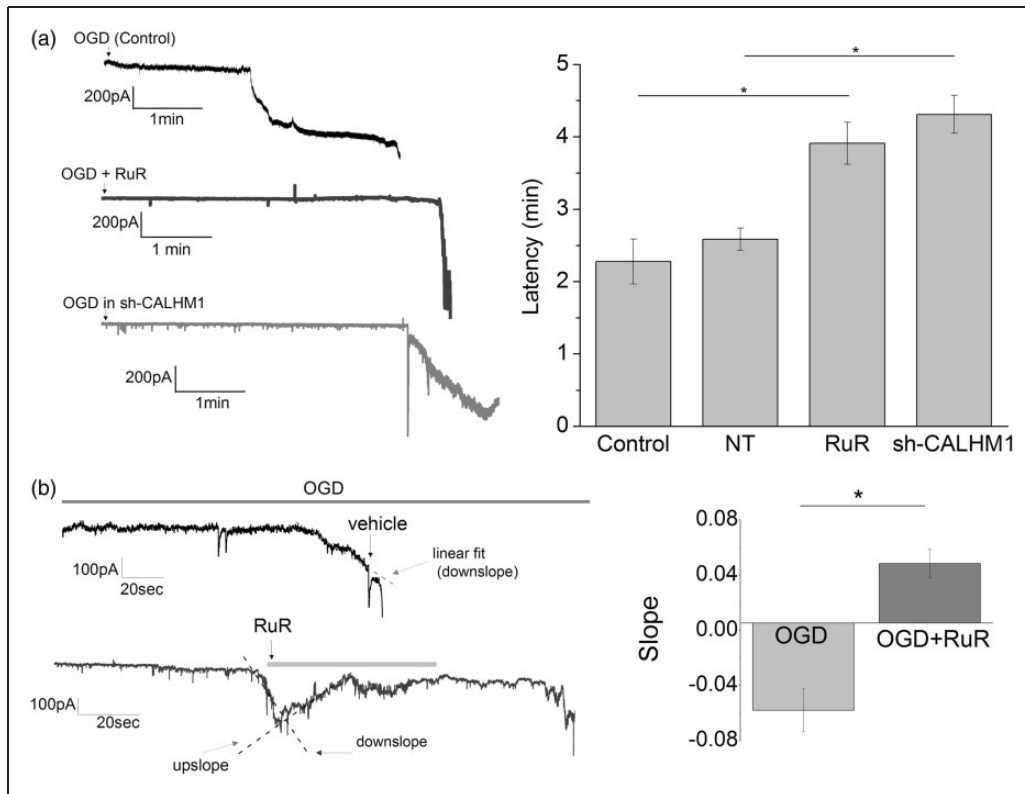 (a)
OGD (Control)
200pA
1min
OGD + RuR
200pA
1 min
OGD in sh-CALHM1
200pA
1min
*
*
5
4
3
2
1
0
Latency (min)
Control NT RuR sh-CALHM1
(b)
OGD
vehicle
linear fit
(downslope)
100pA
20sec
RuR
100pA
20sec
upslope
downslope
*
0.08
0.04
0.00
-0.04
-0.08
Slope
OGD
OGD+RuR